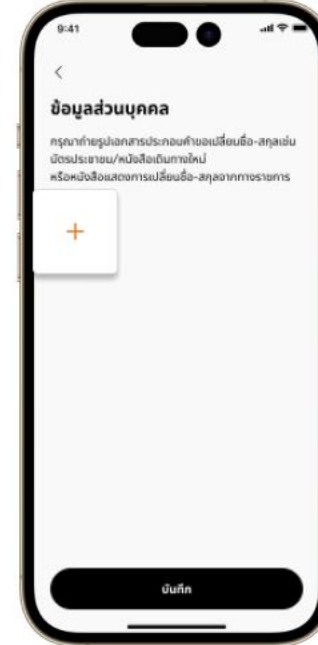 9:41
ข้อมูลส่วนบุคคล
กรุณาถ่ายรูปเอกสารประกอบคำขอเปลี่ยนชื่อ-สกุลเช่น
บัตรประชาชน/หนังสือเดินทางใหม่
หรือหนังสือแสดงการเปลี่ยนชื่อ-สกุลจากทางราชการ
บันทึก